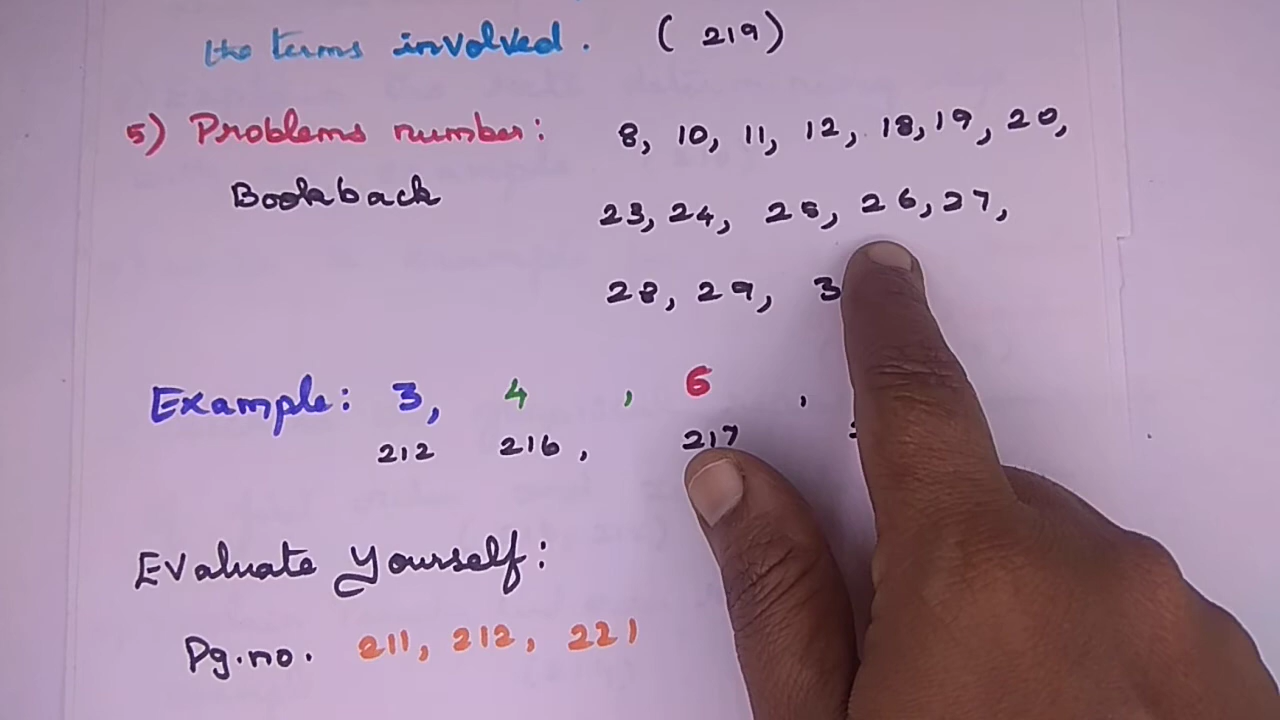 the terms involved. (219)
5) Problems number: 8, 10, 11, 12, 18, 19, 20,
Bookback 23, 24, 25, 26, 27,
28, 29, 3
Example: 3, 4 , 6 ,
212 216, 217
Evaluate yourself:
Pg.no. 211, 212, 221